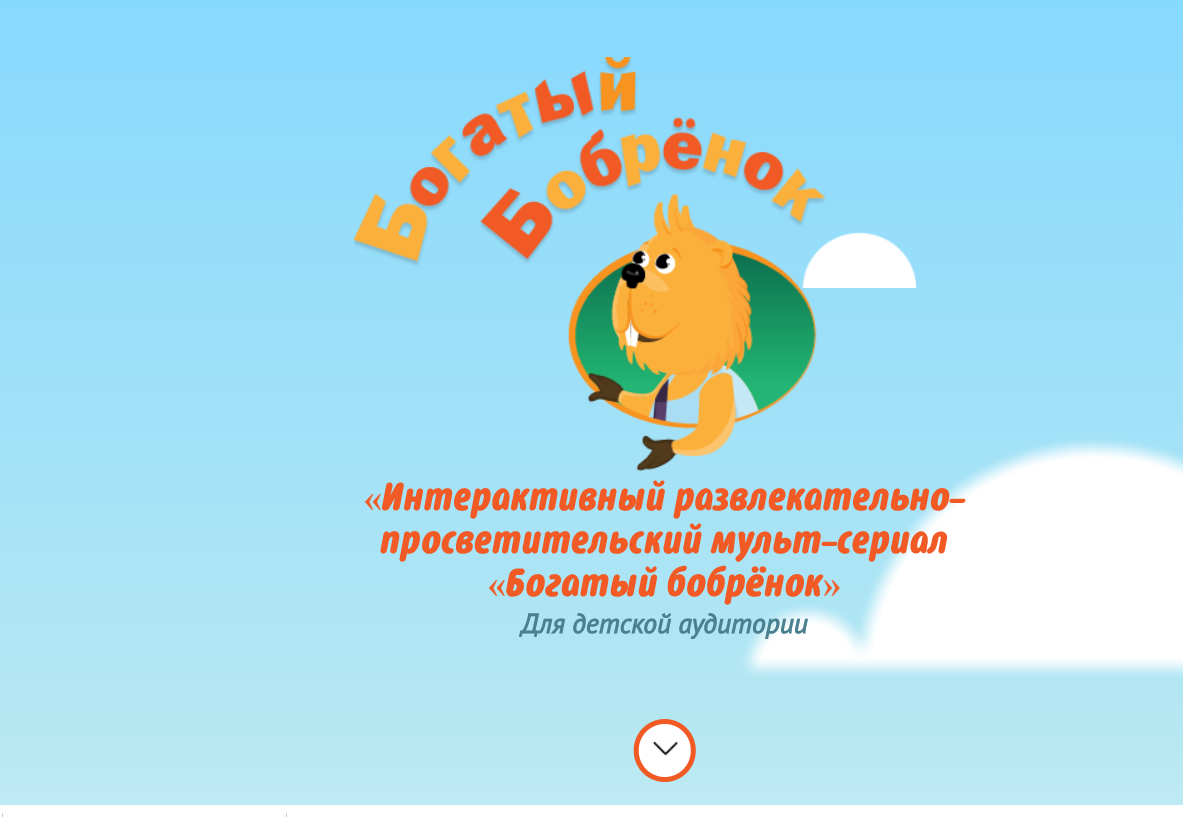 Богатый
Бобрёнок
«Интерактивный развлекательно-
просветительский мульт-сериал
«Богатый бобрёнок»
Для детской аудитории